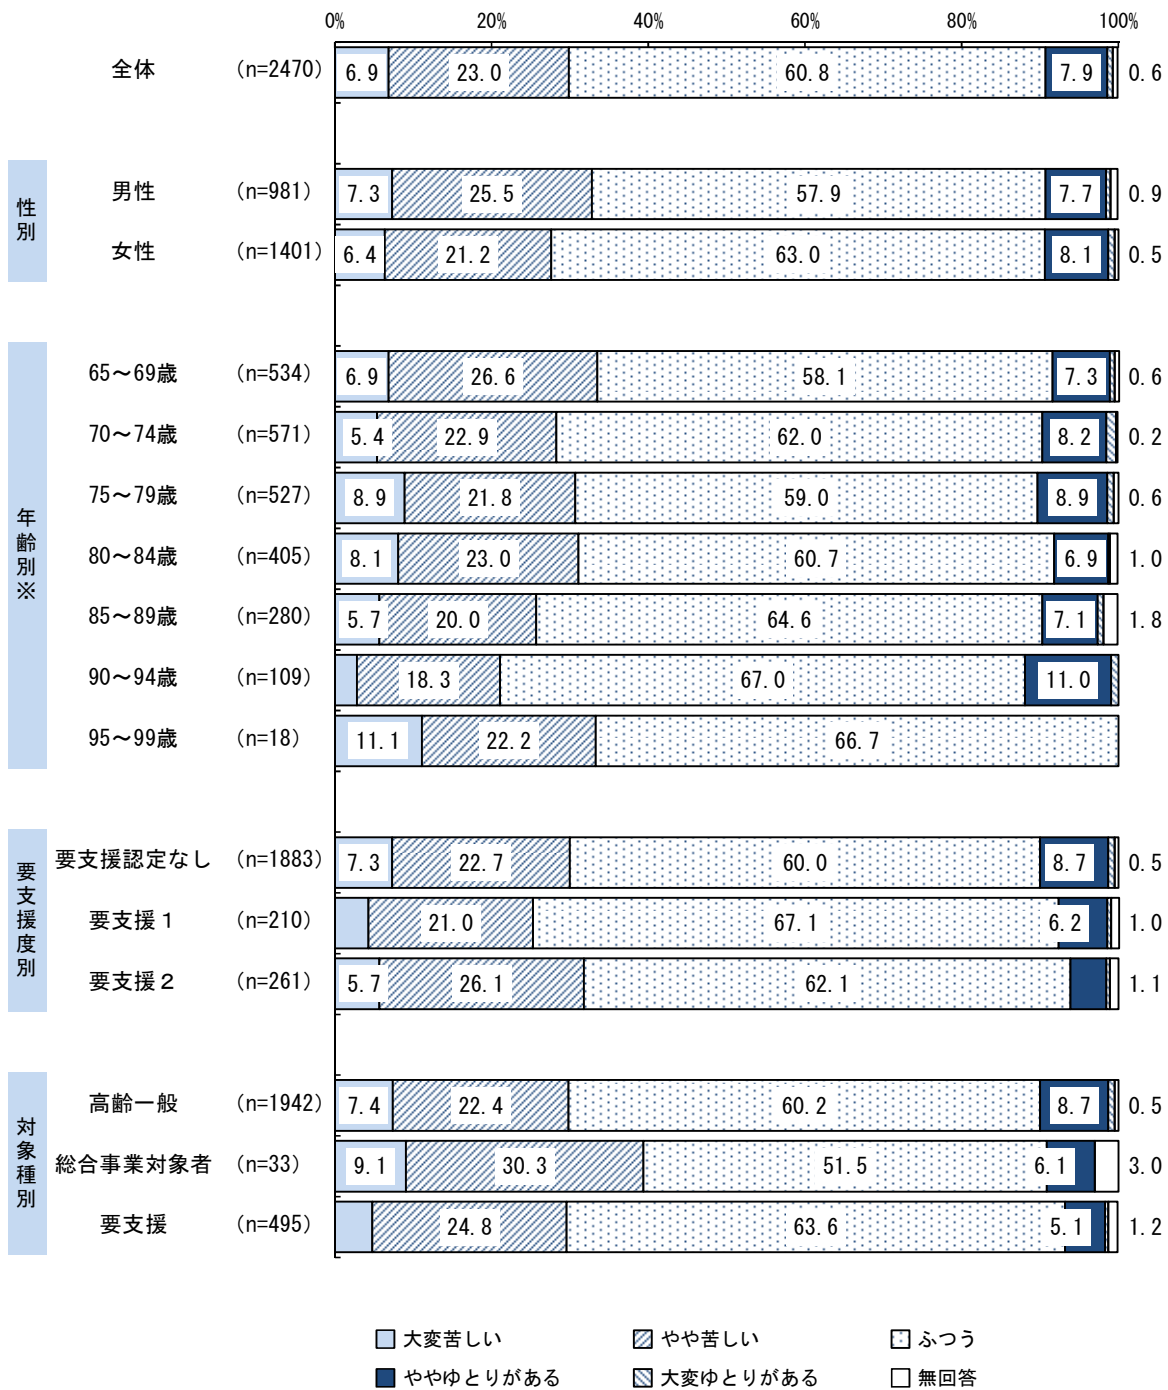 0% 20% 40% 60% 80% 100%
全体 (n=2470) 6.9 23.0 60.8 7.9 0.6
性別
男性 (n=981) 7.3 25.5 57.9 7.7 0.9
女性 (n=1401) 6.4 21.2 63.0 8.1 0.5
年齢別※
65～69歳 (n=534) 6.9 26.6 58.1 7.3 0.6
70～74歳 (n=571) 5.4 22.9 62.0 8.2 0.2
75～79歳 (n=527) 8.9 21.8 59.0 8.9 0.6
80～84歳 (n=405) 8.1 23.0 60.7 6.9 1.0
85～89歳 (n=280) 5.7 20.0 64.6 7.1 1.8
90～94歳 (n=109) 18.3 67.0 11.0
95～99歳 (n=18) 11.1 22.2 66.7
要支援度別
要支援認定なし (n=1883) 7.3 22.7 60.0 8.7 0.5
要支援１ (n=210) 21.0 67.1 6.2 1.0
要支援２ (n=261) 5.7 26.1 62.1 1.1
対象種別
高齢一般 (n=1942) 7.4 22.4 60.2 8.7 0.5
総合事業対象者 (n=33) 9.1 30.3 51.5 6.1 3.0
要支援 (n=495) 24.8 63.6 5.1 1.2
大変苦しい やや苦しい ふつう
ややゆとりがある 大変ゆとりがある 無回答